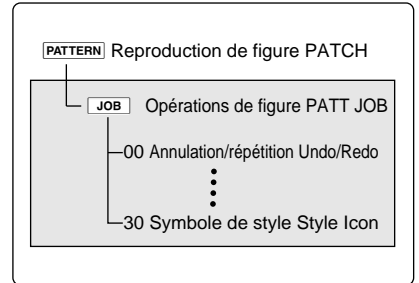 PATTERN Reproduction de figure PATCH
JOB Opérations de figure PATT JOB
00 Annulation/répétition Undo/Redo
30 Symbole de style Style Icon